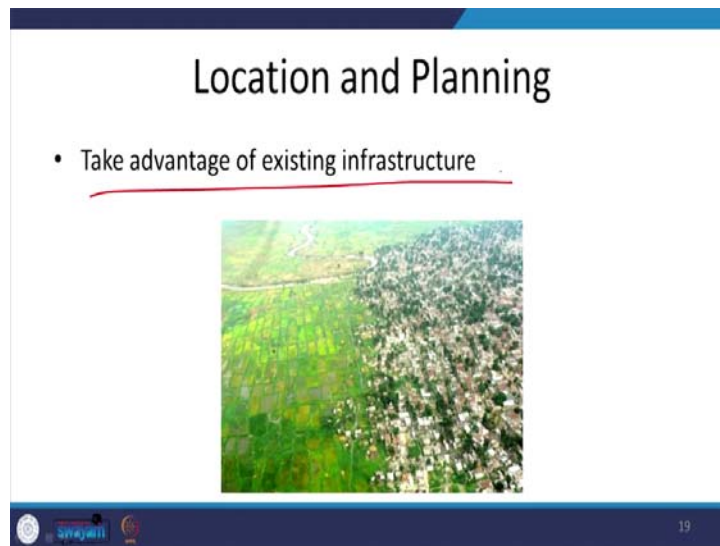 Location and Planning
• Take advantage of existing infrastructure
swayam
19